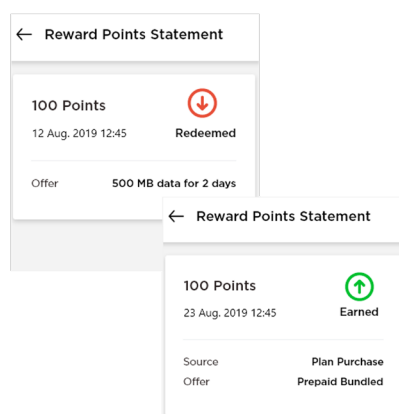 Reward Points Statement
100 Points
12 Aug. 2019 12:45 Redeemed
Offer 500 MB data for 2 days
Reward Points Statement
100 Points
23 Aug. 2019 12:45 Earned
Source Plan Purchase
Offer Prepaid Bundled